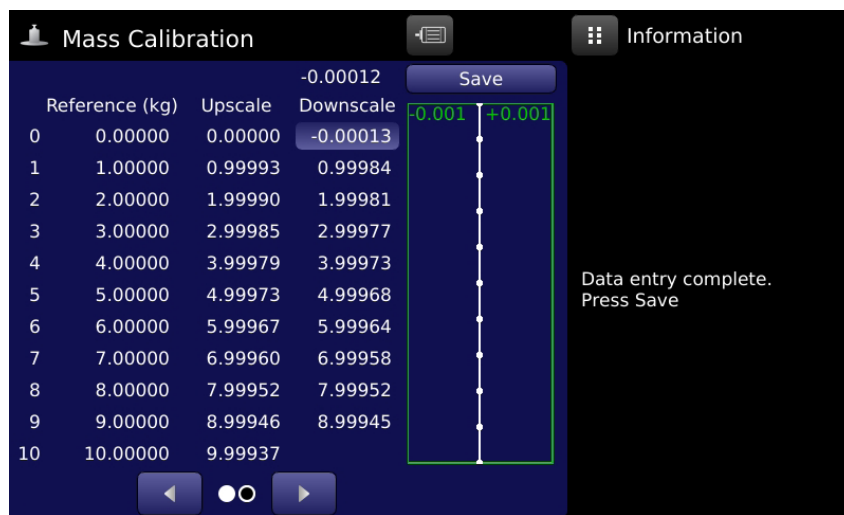 Mass Calibration
Information
-0.00012
Save
Reference (kg) Upscale Downscale
-0.001 +0.001
0 0.00000 0.00000 -0.00013
1 1.00000 0.99993 0.99984
2 2.00000 1.99990 1.99981
3 3.00000 2.99985 2.99977
4 4.00000 3.99979 3.99973
5 5.00000 4.99973 4.99968
6 6.00000 5.99967 5.99964
7 7.00000 6.99960 6.99958
8 8.00000 7.99952 7.99952
9 9.00000 8.99946 8.99945
10 10.00000 9.99937
Data entry complete.
Press Save